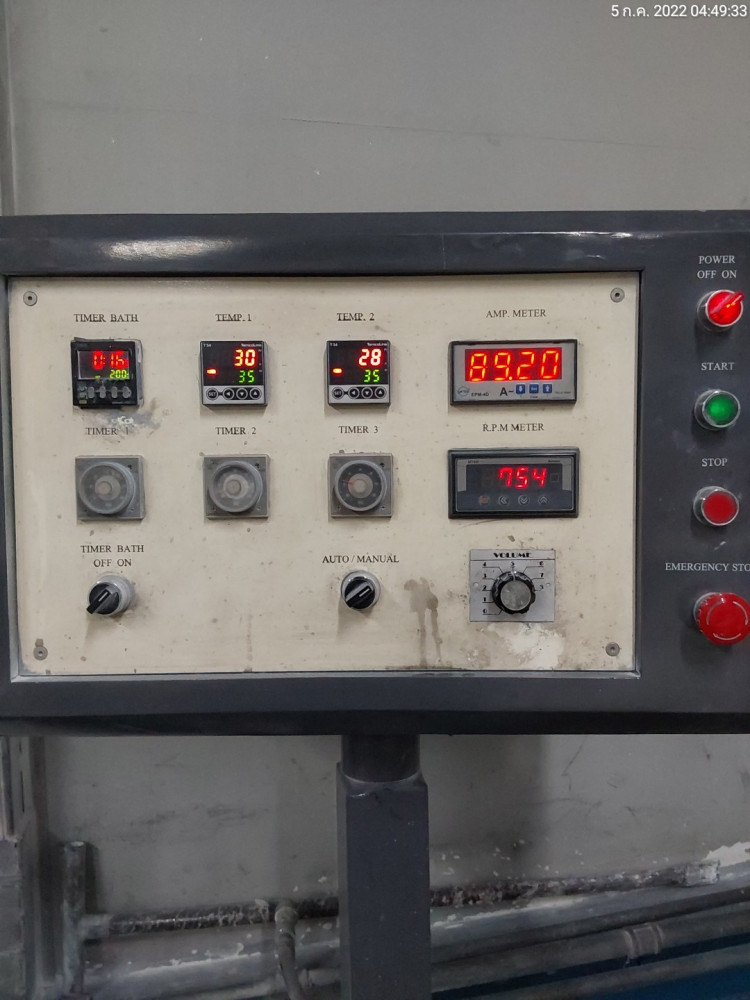 5 ก.ค. 2022 04:49:33
POWER
OFF ON
TIMER BATH
TEMP. 1
TEMP. 2
AMP. METER
30
35
28
35
89.20
A-
START
TIMER 1
TIMER 2
TIMER 3
R.P.M METER
754
STOP
TIMER BATH
OFF ON
AUTO / MANUAL
VOLUME
EMERGENCY STO